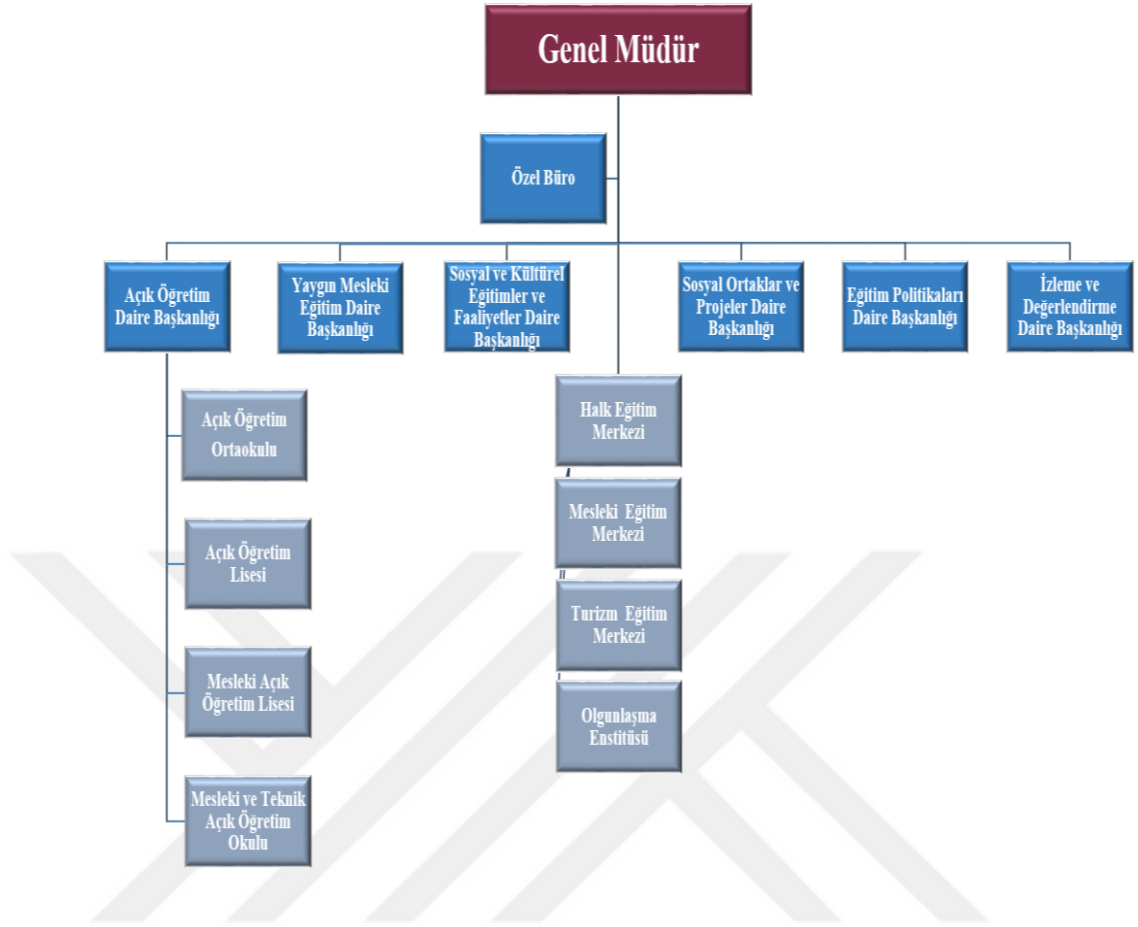 Genel Müdür
Özel Büro
Açık Öğretim
Daire Başkanlığı
Yaygın Mesleki
Eğitim Daire
Başkanlığı
Sosyal ve Kültürel
Eğitimler ve
Faaliyetler Daire
Başkanlığı
Sosyal Ortaklar ve
Projeler Daire
Başkanlığı
Eğitim Politikaları
Daire Başkanlığı
İzleme ve
Değerlendirme
Daire Başkanlığı
Açık Öğretim
Ortaokulu
Açık Öğretim
Lisesi
Mesleki Açık
Öğretim Lisesi
Mesleki ve Teknik
Açık Öğretim
Okulu
Halk Eğitim
Merkezi
Mesleki Eğitim
Merkezi
Turizm Eğitim
Merkezi
Olgunlaşma
Enstitüsü